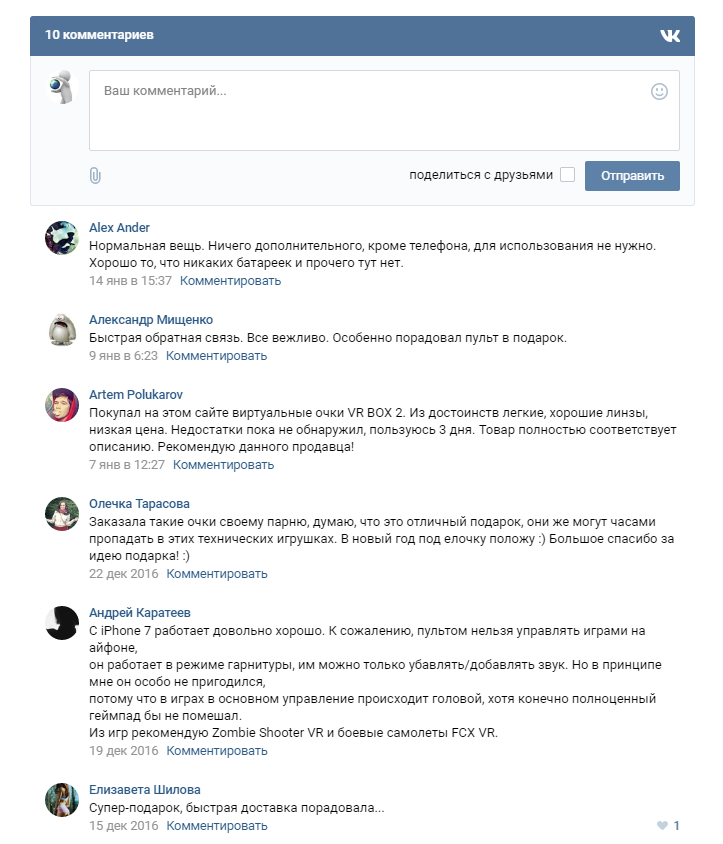 10 комментариев
Ваш комментарий...
поделиться с друзьями
Отправить
Alex Ander
Нормальная вещь. Ничего дополнительного, кроме телефона, для использования не нужно.
Хорошо то, что никаких батареек и прочего тут нет.
14 янв в 15:37 Комментировать
Александр Мищенко
Быстрая обратная связь. Все вежливо. Особенно порадовал пульт в подарок.
9 янв в 6:23 Комментировать
Artem Polukarov
Покупал на этом сайте виртуальные очки VR BOX 2. Из достоинств легкие, хорошие линзы,
низкая цена. Недостатки пока не обнаружил, пользуюсь 3 дня. Товар полностью соответствует
описанию. Рекомендую данного продавца!
7 янв в 12:27 Комментировать
Олечка Тарасова
Заказала такие очки своему парню, думаю, что это отличный подарок, они же могут часами
пропадать в этих технических игрушках. В новый год под елочку положу :) Большое спасибо за
идею подарка! :)
22 дек 2016 Комментировать
Андрей Каратеев
С iPhone 7 работает довольно хорошо. К сожалению, пультом нельзя управлять играми на
айфоне,
он работает в режиме гарнитуры, им можно только убавлять/добавлять звук. Но в принципе
мне он особо не пригодился,
потому что в играх в основном управление происходит головой, хотя конечно полноценный
геймпад бы не помешал.
Из игр рекомендую Zombie Shooter VR и боевые самолеты FCX VR.
19 дек 2016 Комментировать
Елизавета Шилова
Супер-подарок, быстрая доставка порадовала...
15 дек 2016 Комментировать
1